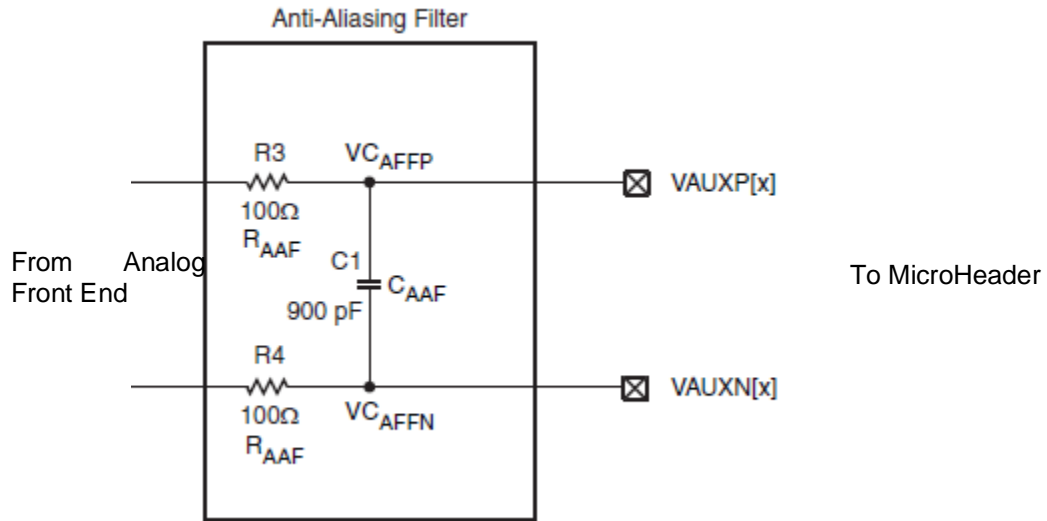 Anti-Aliasing Filter
R3
VCAFFP
100Ω
RAAF
VAUXP[x]
From Analog
Front End
C1
CAAF
900 pF
To MicroHeader
R4
VCAFFN
100Ω
RAAF
VAUXN[x]